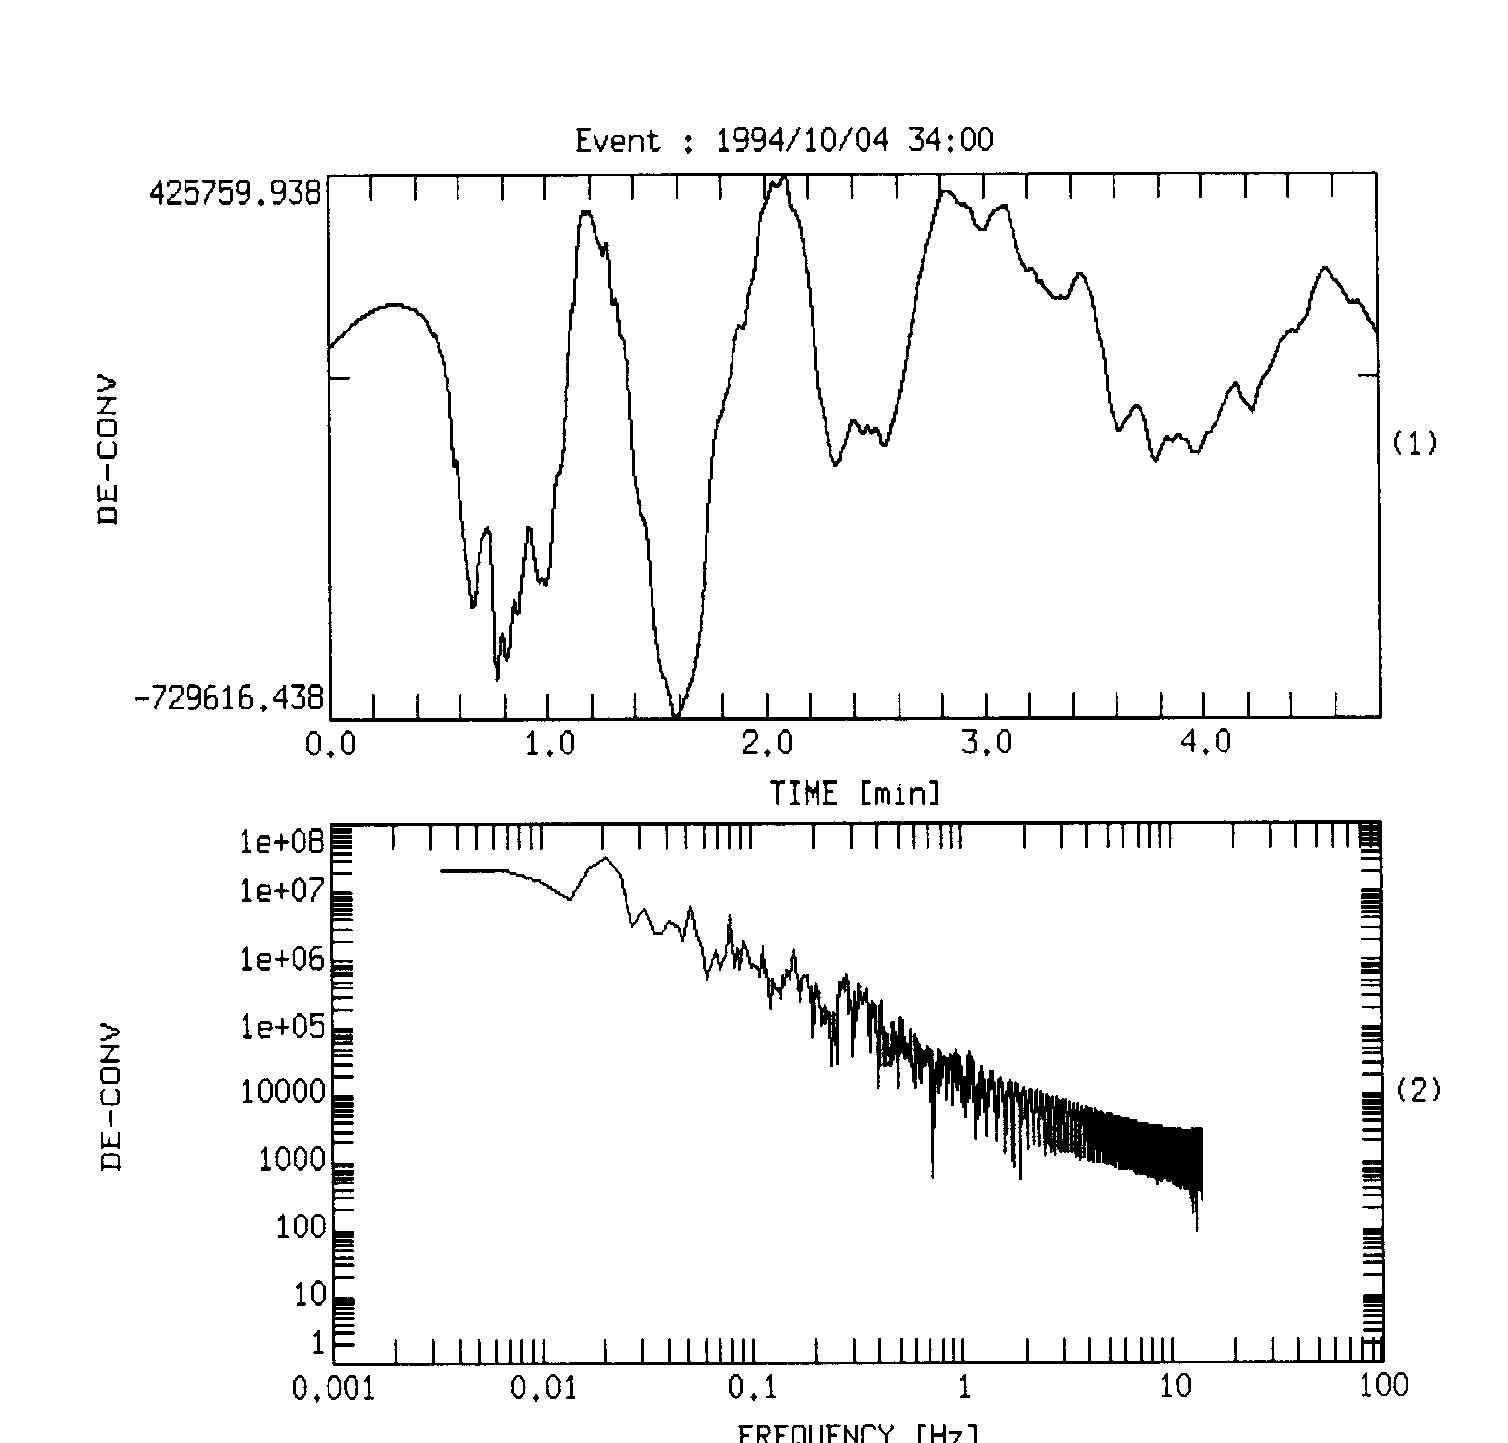 Event : 1994/10/04 34:00
425759.938
DE-CONV
(1)
-729616.438
0.0 1.0 2.0 3.0 4.0
TIME [min]
1e+08
1e+07
1e+06
1e+05
10000
1000
100
10
1
DE-CONV
(2)
0.001 0.01 0.1 1 10 100
FREQUENCY [Hz]